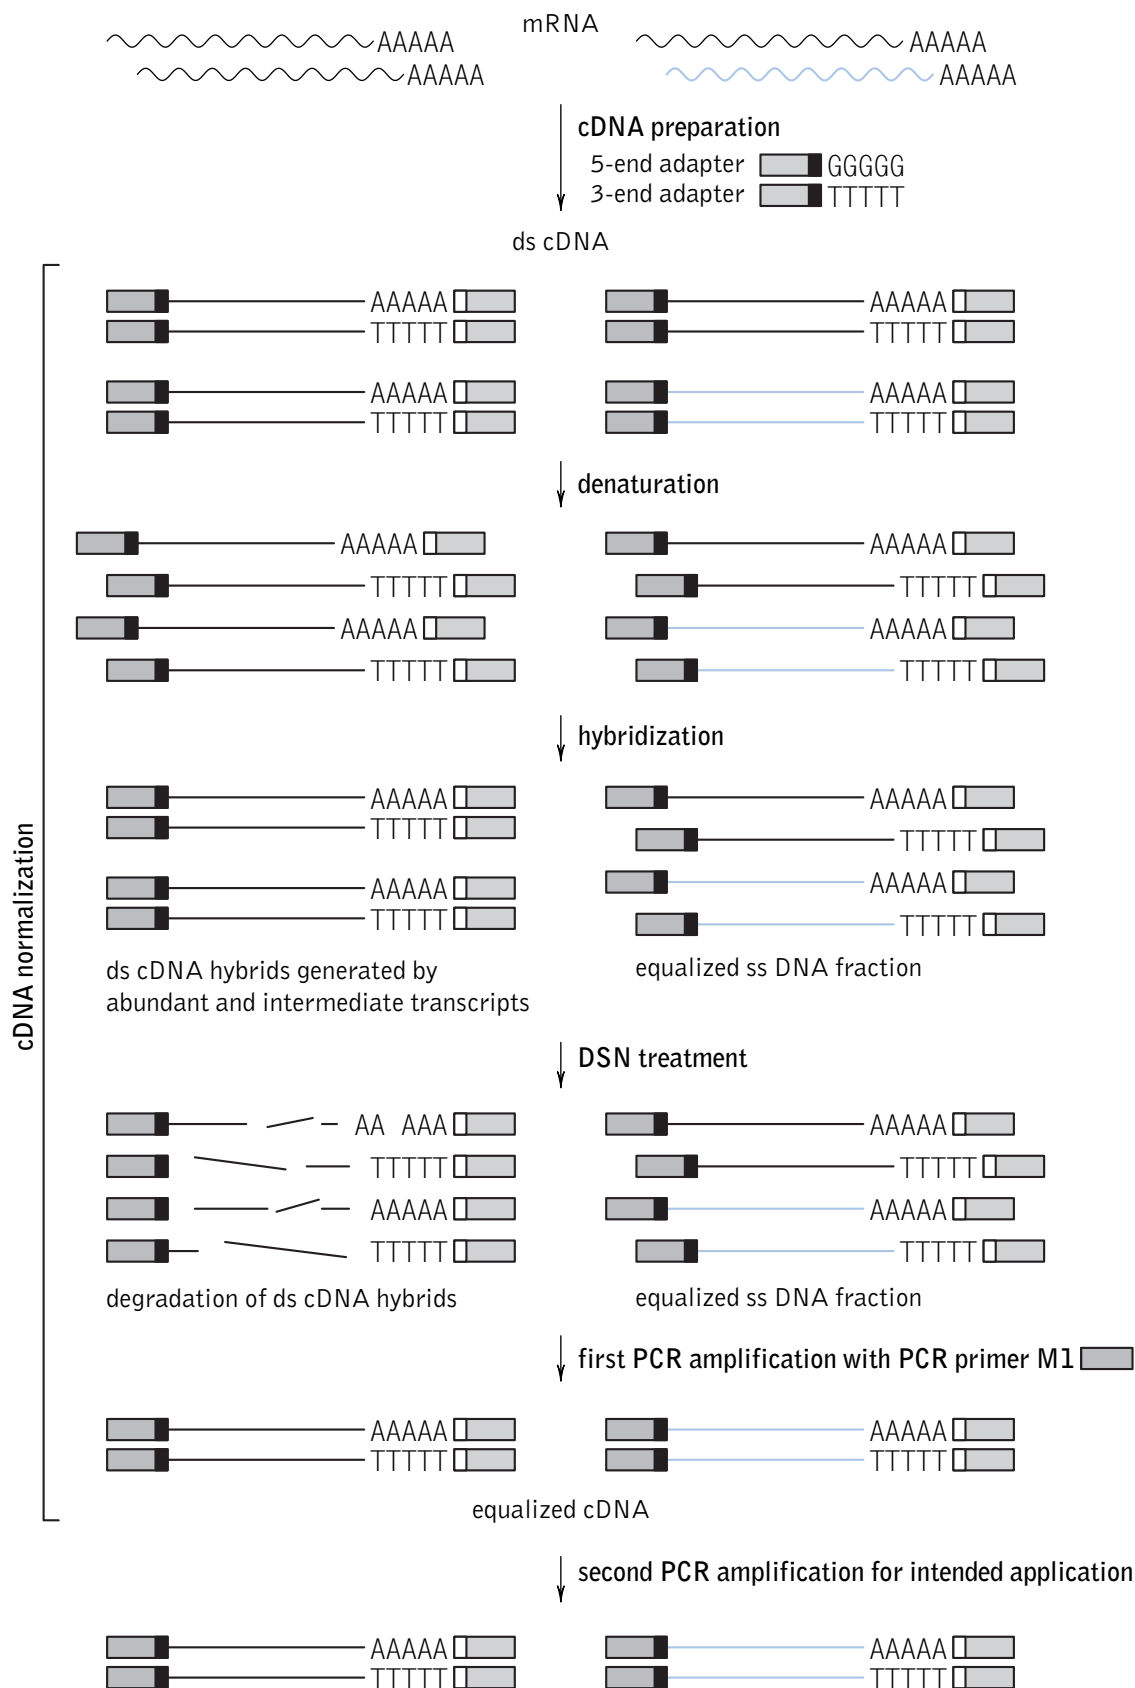 mRNA
AAAAA AAAAA
AAAAA AAAAA
cDNA preparation
5-end adapter GGGGG
3-end adapter TTTTT
ds cDNA
AAAAA AAAAA
TTTTT TTTTT
AAAAA AAAAA
TTTTT TTTTT
denaturation
AAAAA AAAAA
TTTTT TTTTT
AAAAA AAAAA
TTTTT TTTTT
hybridization
AAAAA AAAAA
TTTTT TTTTT
AAAAA AAAAA
TTTTT TTTTT
ds cDNA hybrids generated by
abundant and intermediate transcripts
equalized ss DNA fraction
cDNA normalization
DSN treatment
AA AAA AAAAA
TTTTT TTTTT
AAAAA AAAAA
TTTTT TTTTT
degradation of ds cDNA hybrids
equalized ss DNA fraction
first PCR amplification with PCR primer M1
AAAAA AAAAA
TTTTT TTTTT
equalized cDNA
second PCR amplification for intended application
AAAAA AAAAA
TTTTT TTTTT